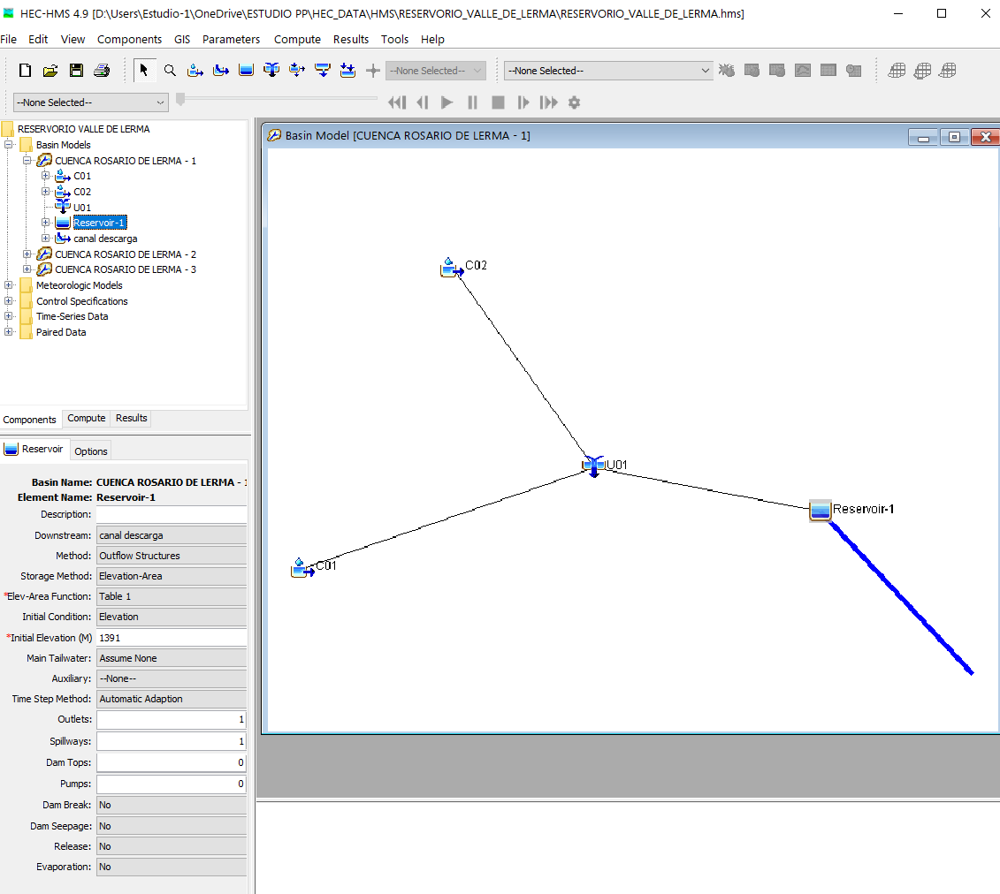 HEC-HMS 4.9 [D:\Users\Estudio-1\OneDrive\ESTUDIO PP\HEC_DATA\HMS\RESERVORIO_VALLE_DE_LERMA\RESERVORIO_VALLE_DE_LERMA.hms]
File Edit View Components GIS Parameters Compute Results Tools Help
--None Selected-- --None Selected--
--None Selected--
RESERVORIO VALLE DE LERMA
Basin Models
CUENCA ROSARIO DE LERMA - 1
C01
C02
U01
Reservoir-1
canal descarga
CUENCA ROSARIO DE LERMA - 2
CUENCA ROSARIO DE LERMA - 3
Meteorologic Models
Control Specifications
Time-Series Data
Paired Data
Components Compute Results
Reservoir Options
Basin Name: CUENCA ROSARIO DE LERMA - 1
Element Name: Reservoir-1
Description:
Downstream: canal descarga
Method: Outflow Structures
Storage Method: Elevation-Area
*Elev-Area Function: Table 1
Initial Condition: Elevation
*Initial Elevation (M) 1391
Main Tailwater: Assume None
Auxiliary: --None--
Time Step Method: Automatic Adaption
Outlets: 1
Spillways: 1
Dam Tops: 0
Pumps: 0
Dam Break: No
Dam Seepage: No
Release: No
Evaporation: No
Basin Model [CUENCA ROSARIO DE LERMA - 1]
C02
U01
Reservoir-1
C01